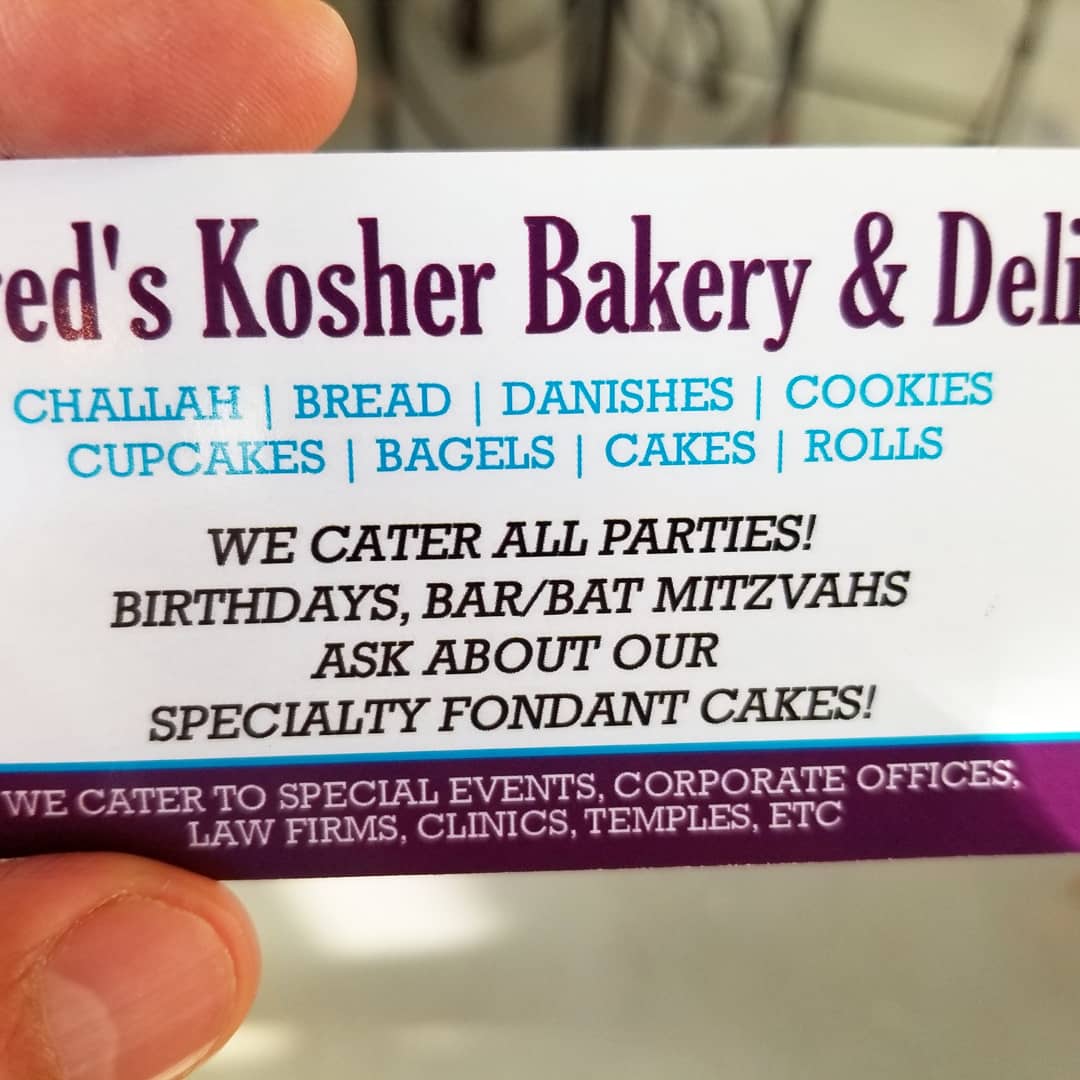 red's Kosher Bakery & Deli
CHALLAH | BREAD | DANISHES | COOKIES
CUPCAKES | BAGELS | CAKES | ROLLS
WE CATER ALL PARTIES!
BIRTHDAYS, BAR/BAT MITZVAHS
ASK ABOUT OUR
SPECIALTY FONDANT CAKES!
WE CATER TO SPECIAL EVENTS, CORPORATE OFFICES,
LAW FIRMS, CLINICS, TEMPLES, ETC